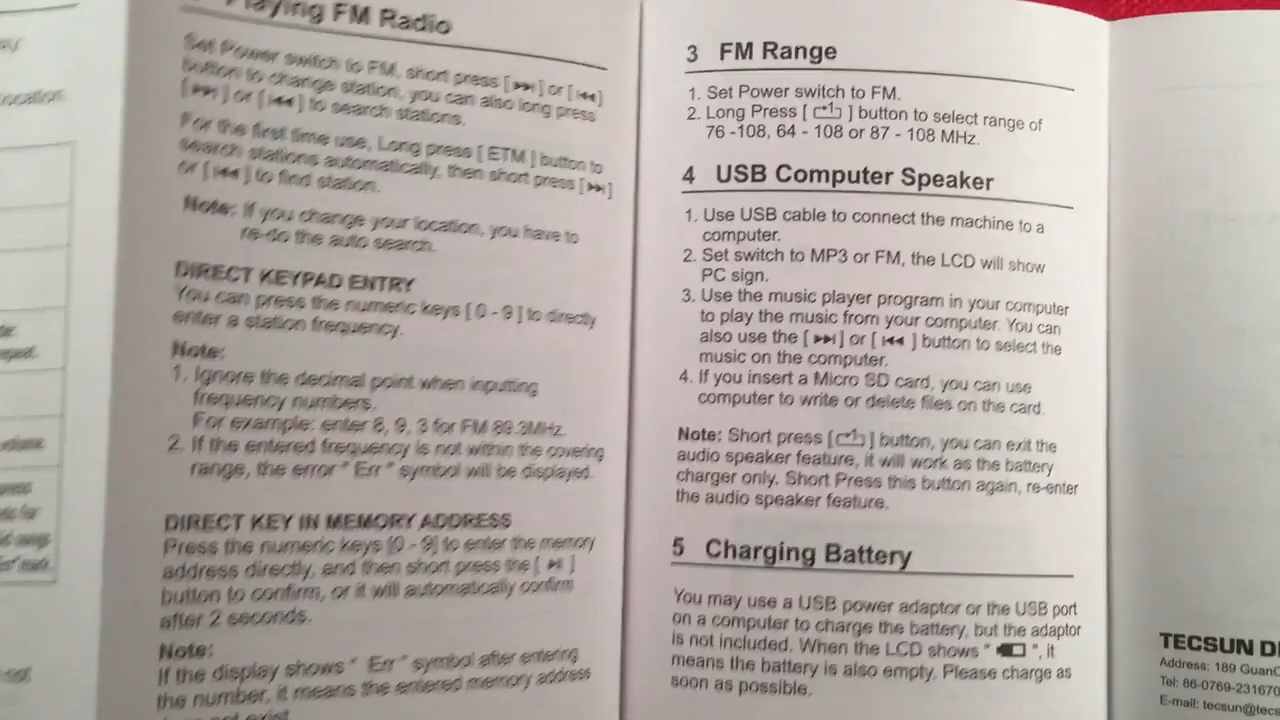 Playing FM Radio
Set Power switch to FM, short press [ ⏭ ] or [ ⏮ ]
button to change station, you can also long press
[ ⏭ ] or [ ⏮ ] to search stations.
For the first time use, Long press [ ETM ] button to
search stations automatically, then short press [ ⏭ ]
or [ ⏮ ] to find station.
Note: If you change your location, you have to
re-do the auto search.
DIRECT KEYPAD ENTRY
You can press the numeric keys [ 0 - 9 ] to directly
enter a station frequency.
Note:
1. Ignore the decimal point when inputting
frequency numbers.
For example: enter 8, 9, 3 for FM 89.3MHz.
2. If the entered frequency is not within the covering
range, the error " Err " symbol will be displayed.
DIRECT KEY IN MEMORY ADDRESS
Press the numeric keys [0 - 9] to enter the memory
address directly, and then short press the [ ⏯ ]
button to confirm, or it will automatically confirm
after 2 seconds.
Note:
If the display shows " Err " symbol after entering
the number, it means the entered memory address
does not exist.
3 FM Range
1. Set Power switch to FM.
2. Long Press [ ] button to select range of
76 -108, 64 - 108 or 87 - 108 MHz.
4 USB Computer Speaker
1. Use USB cable to connect the machine to a
computer.
2. Set switch to MP3 or FM, the LCD will show
PC sign.
3. Use the music player program in your computer
to play the music from your computer. You can
also use the [ ⏭ ] or [ ⏮ ] button to select the
music on the computer.
4. If you insert a Micro SD card, you can use
computer to write or delete files on the card.
Note: Short press [ ] button, you can exit the
audio speaker feature, it will work as the battery
charger only. Short Press this button again, re-enter
the audio speaker feature.
5 Charging Battery
You may use a USB power adaptor or the USB port
on a computer to charge the battery, but the adaptor
is not included. When the LCD shows " ", it
means the battery is also empty. Please charge as
soon as possible.
TECSUN
Address: 189
Tel: 86-0769-231670
E-mail: tecsun@tecs